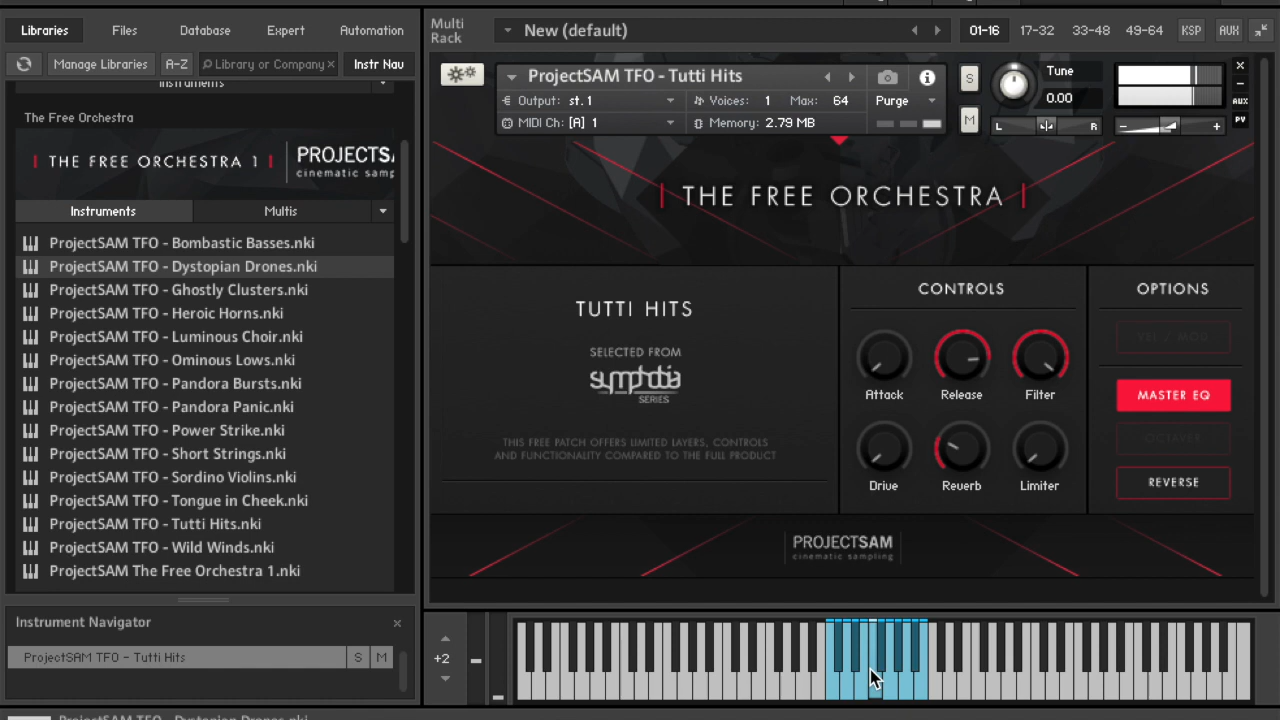 Libraries Files Database Expert Automation
Multi Rack New (default) 01-16 17-32 33-48 49-64 KSP AUX
Manage Libraries A-Z Library or Company × Instr Nav
Instruments
The Free Orchestra
THE FREE ORCHESTRA 1 PROJECTSA
cinematic samp
Instruments Multis
ProjectSAM TFO - Bombastic Basses.nki
ProjectSAM TFO - Dystopian Drones.nki
ProjectSAM TFO - Ghostly Clusters.nki
ProjectSAM TFO - Heroic Horns.nki
ProjectSAM TFO - Luminous Choir.nki
ProjectSAM TFO - Ominous Lows.nki
ProjectSAM TFO - Pandora Bursts.nki
ProjectSAM TFO - Pandora Panic.nki
ProjectSAM TFO - Power Strike.nki
ProjectSAM TFO - Short Strings.nki
ProjectSAM TFO - Sordino Violins.nki
ProjectSAM TFO - Tongue in Cheek.nki
ProjectSAM TFO - Tutti Hits.nki
ProjectSAM TFO - Wild Winds.nki
ProjectSAM The Free Orchestra 1.nki
Instrument Navigator ×
ProjectSAM TFO - Tutti Hits S M
ProjectSAM TFO - Tutti Hits S Tune
Output: st.1 Voices: 1 Max: 64 Purge 0.00 AUX
MIDI Ch: [A] 1 Memory: 2.79 MB M L R - + PV
THE FREE ORCHESTRA
TUTTI HITS
SELECTED FROM
symphobia
SERIES
THIS FREE PATCH OFFERS LIMITED LAYERS, CONTROLS
AND FUNCTIONALITY COMPARED TO THE FULL PRODUCT
CONTROLS
Attack Release Filter
Drive Reverb Limiter
OPTIONS
VEL / MOD
MASTER EQ
OCTAVER
REVERSE
PROJECTSAM
cinematic sampling
+2
ProjectSAM TFO - Dystopian Drones.nki